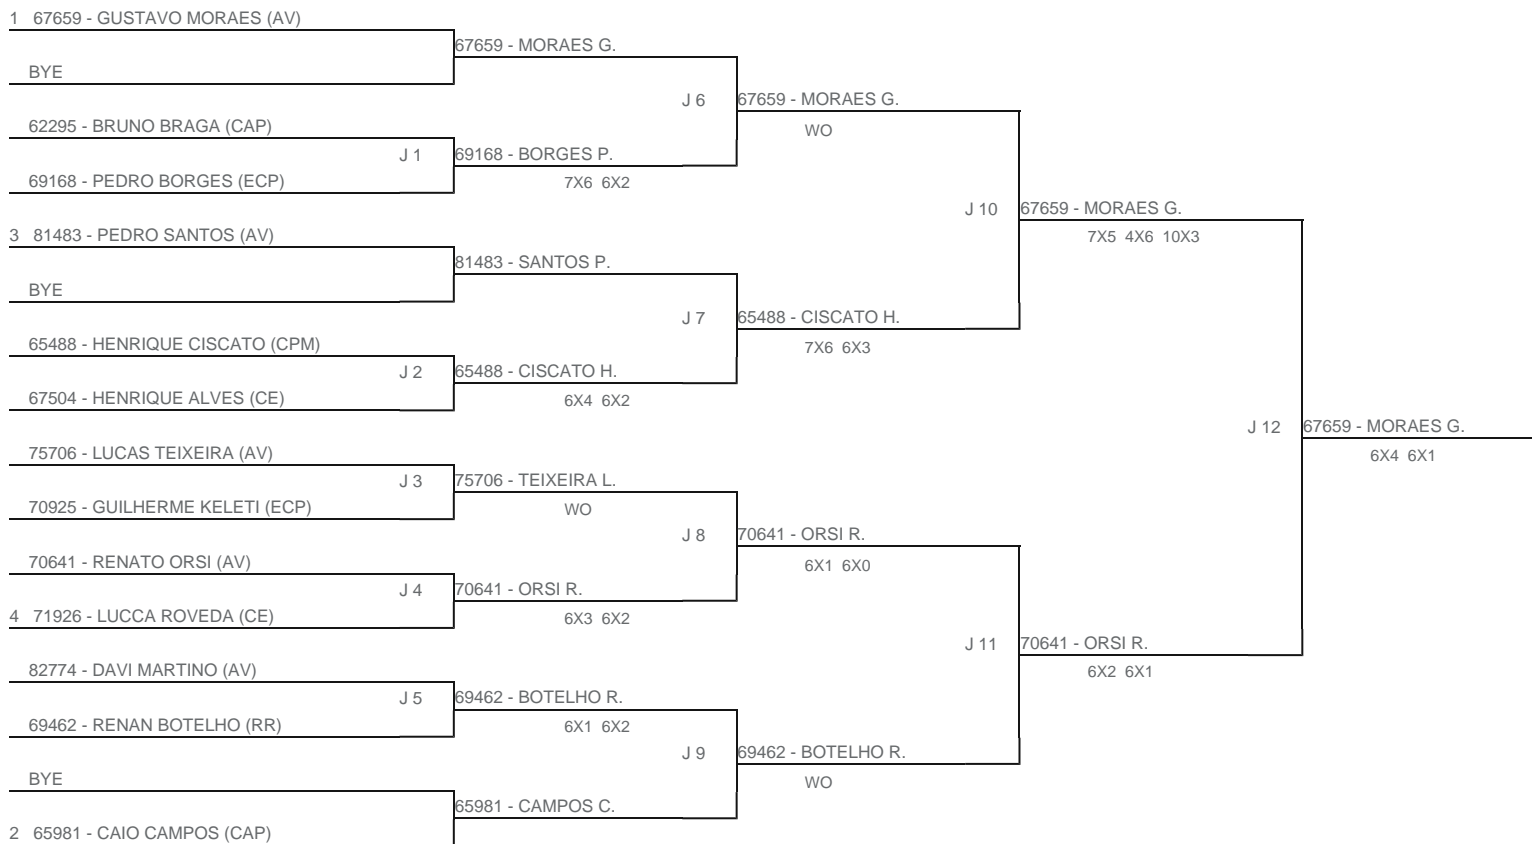 1 67659 - GUSTAVO MORAES (AV)
67659 - MORAES G.
BYE
J 6 67659 - MORAES G.
WO
62295 - BRUNO BRAGA (CAP)
J 1 69168 - BORGES P.
7X6 6X2
69168 - PEDRO BORGES (ECP)
J 10 67659 - MORAES G.
7X5 4X6 10X3
3 81483 - PEDRO SANTOS (AV)
81483 - SANTOS P.
BYE
J 7 65488 - CISCATO H.
7X6 6X3
65488 - HENRIQUE CISCATO (CPM)
J 2 65488 - CISCATO H.
6X4 6X2
67504 - HENRIQUE ALVES (CE)
J 12 67659 - MORAES G.
6X4 6X1
75706 - LUCAS TEIXEIRA (AV)
J 3 75706 - TEIXEIRA L.
WO
70925 - GUILHERME KELETI (ECP)
J 8 70641 - ORSI R.
6X1 6X0
70641 - RENATO ORSI (AV)
J 4 70641 - ORSI R.
6X3 6X2
4 71926 - LUCCA ROVEDA (CE)
J 11 70641 - ORSI R.
6X2 6X1
82774 - DAVI MARTINO (AV)
J 5 69462 - BOTELHO R.
6X1 6X2
69462 - RENAN BOTELHO (RR)
J 9 69462 - BOTELHO R.
WO
BYE
65981 - CAMPOS C.
2 65981 - CAIO CAMPOS (CAP)